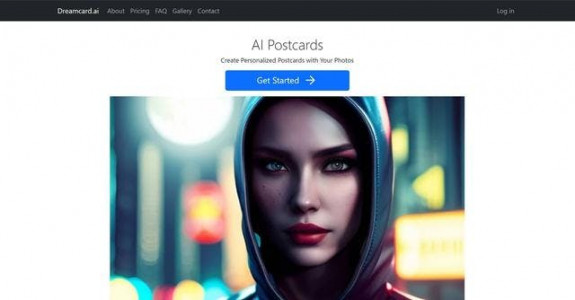 Dreamcard.ai About Pricing FAQ Gallery Contact Log in
AI Postcards
Create Personalized Postcards with Your Photos
Get Started